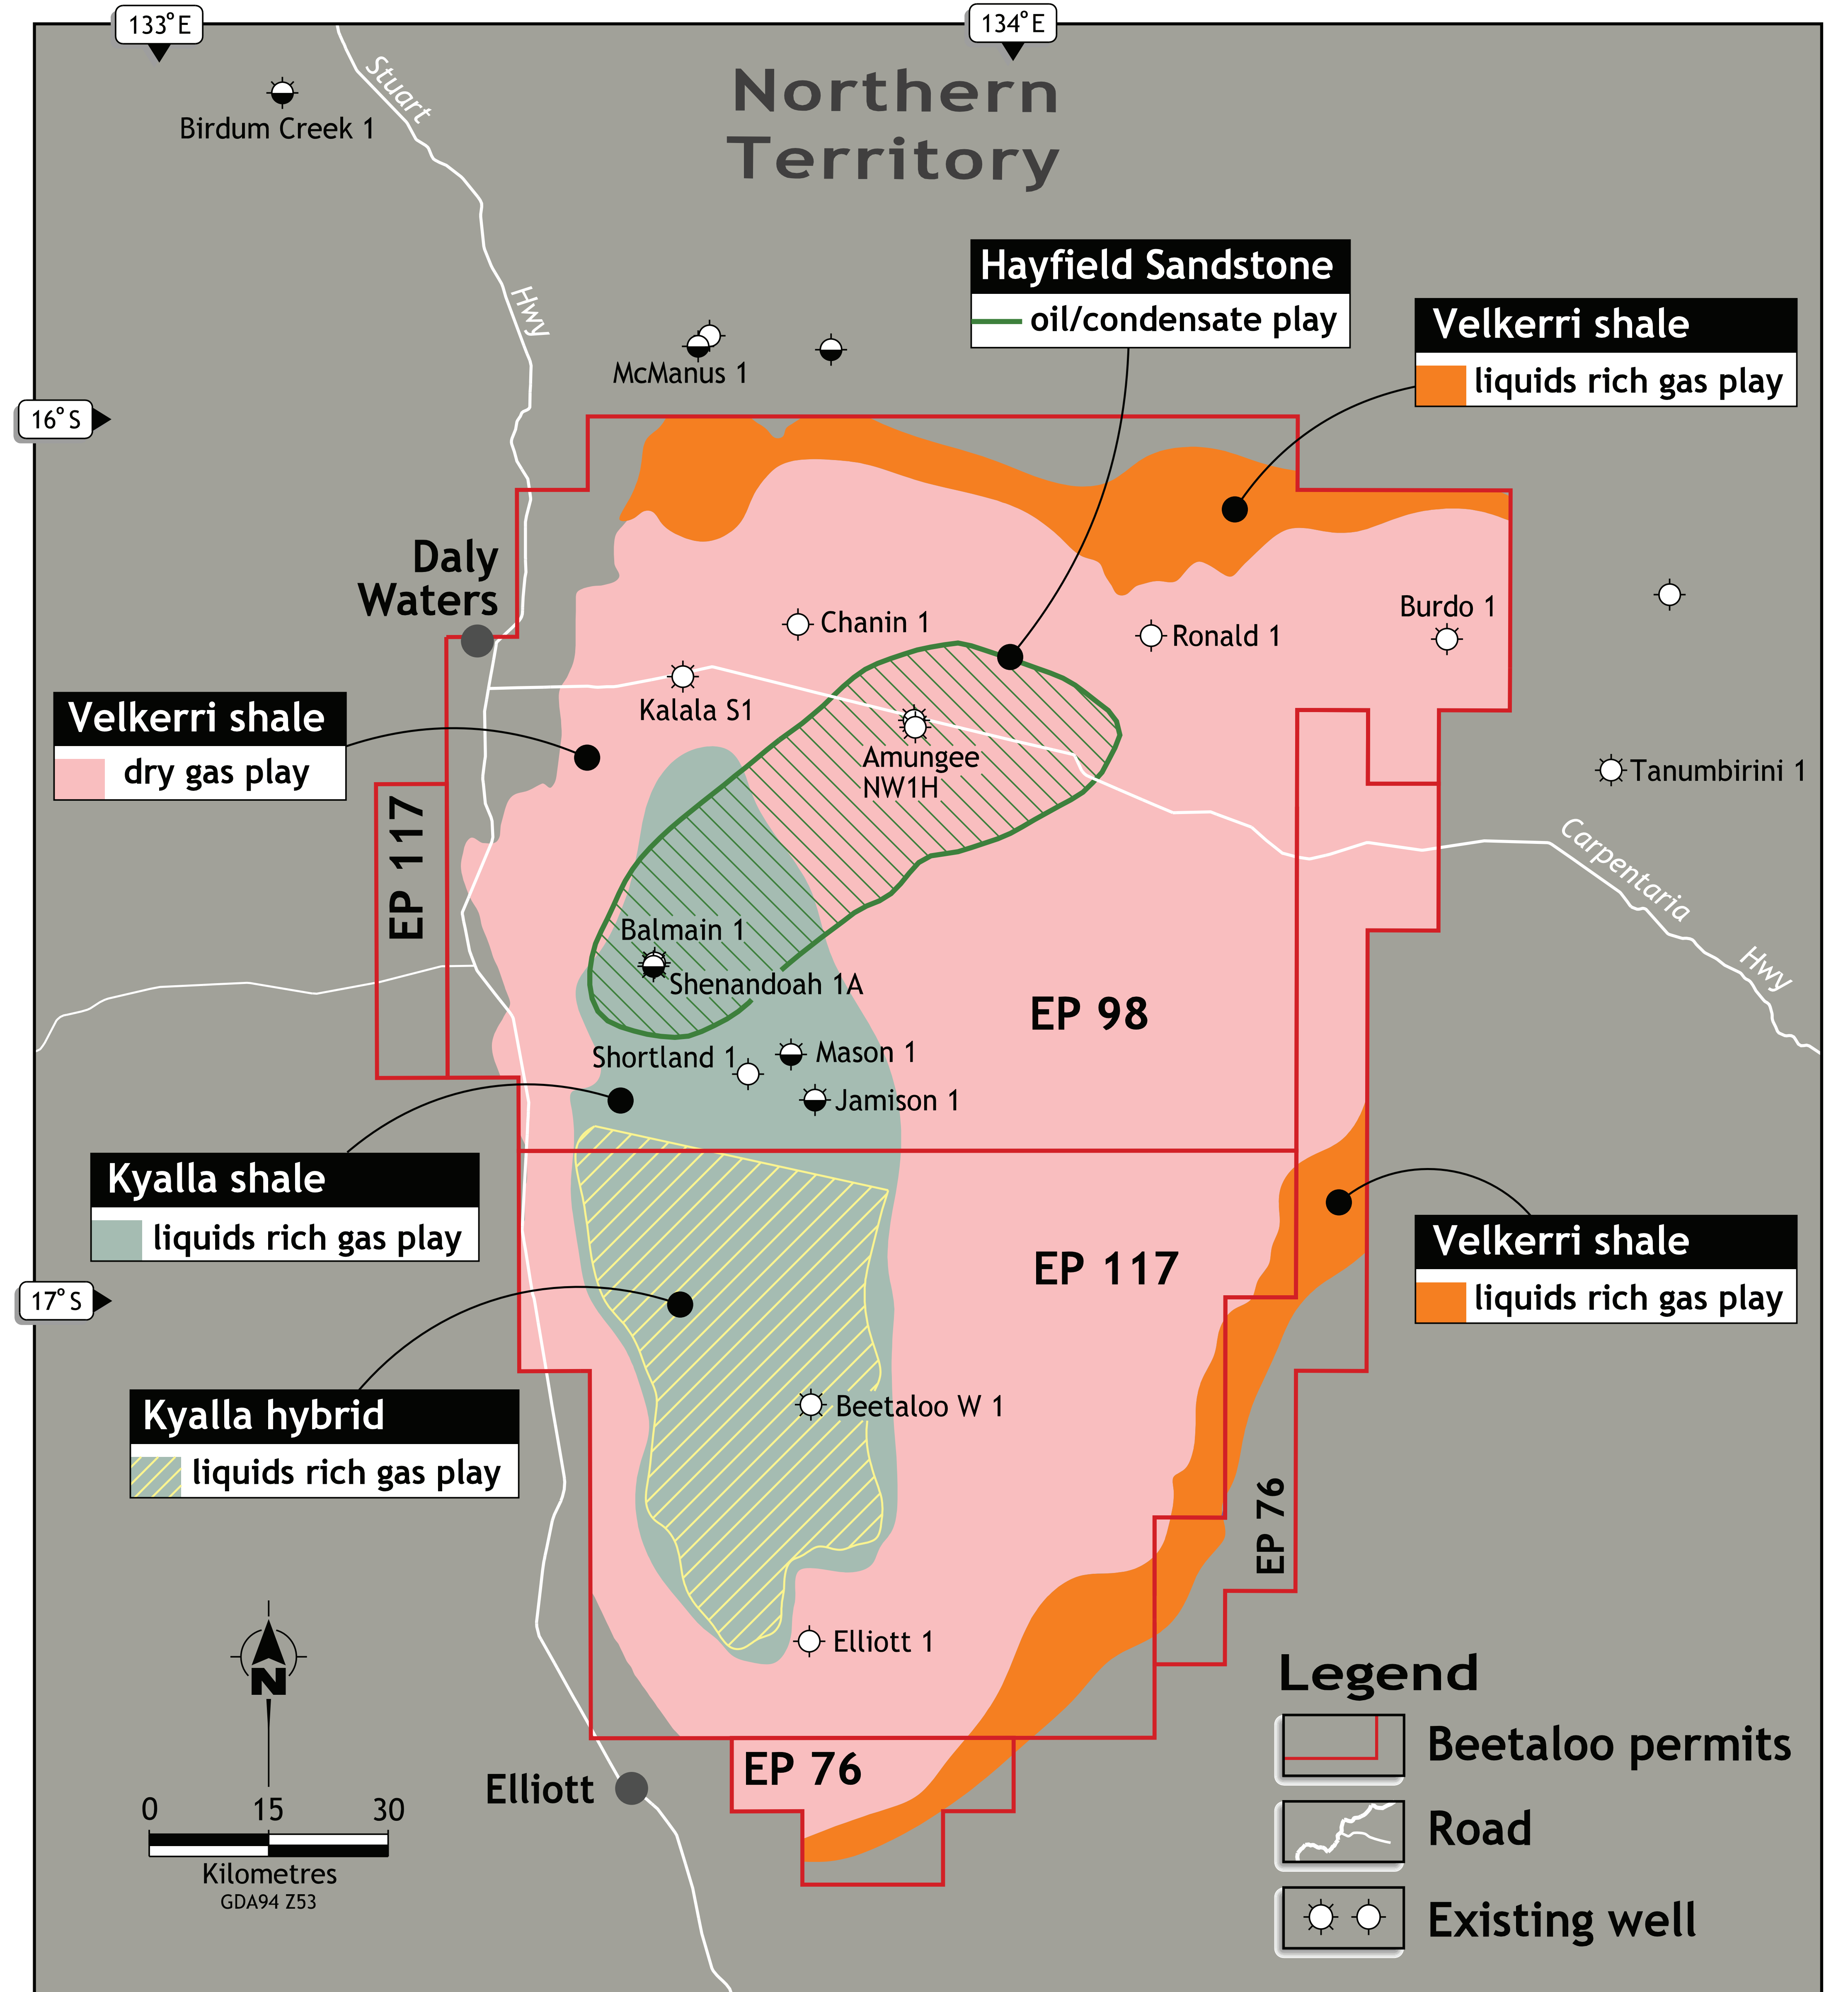 133°E
134°E
Northern
Territory
Stuart
Hwy
Birdum Creek 1
Hayfield Sandstone
oil/condensate play
Velkerri shale
liquids rich gas play
McManus 1
16°S
Daly
Waters
Chanin 1
Ronald 1
Burdo 1
Kalala S1
Velkerri shale
dry gas play
Amungee
NW1H
Tanumbirini 1
EP 117
Carpentaria
Hwy
Balmain 1
Shenandoah 1A
EP 98
Shortland 1
Mason 1
Jamison 1
Kyalla shale
liquids rich gas play
EP 117
Velkerri shale
liquids rich gas play
17°S
Kyalla hybrid
liquids rich gas play
Beetaloo W 1
EP 76
Elliott 1
EP 76
Elliott
N
0 15 30
Kilometres
GDA94 Z53
Legend
Beetaloo permits
Road
Existing well